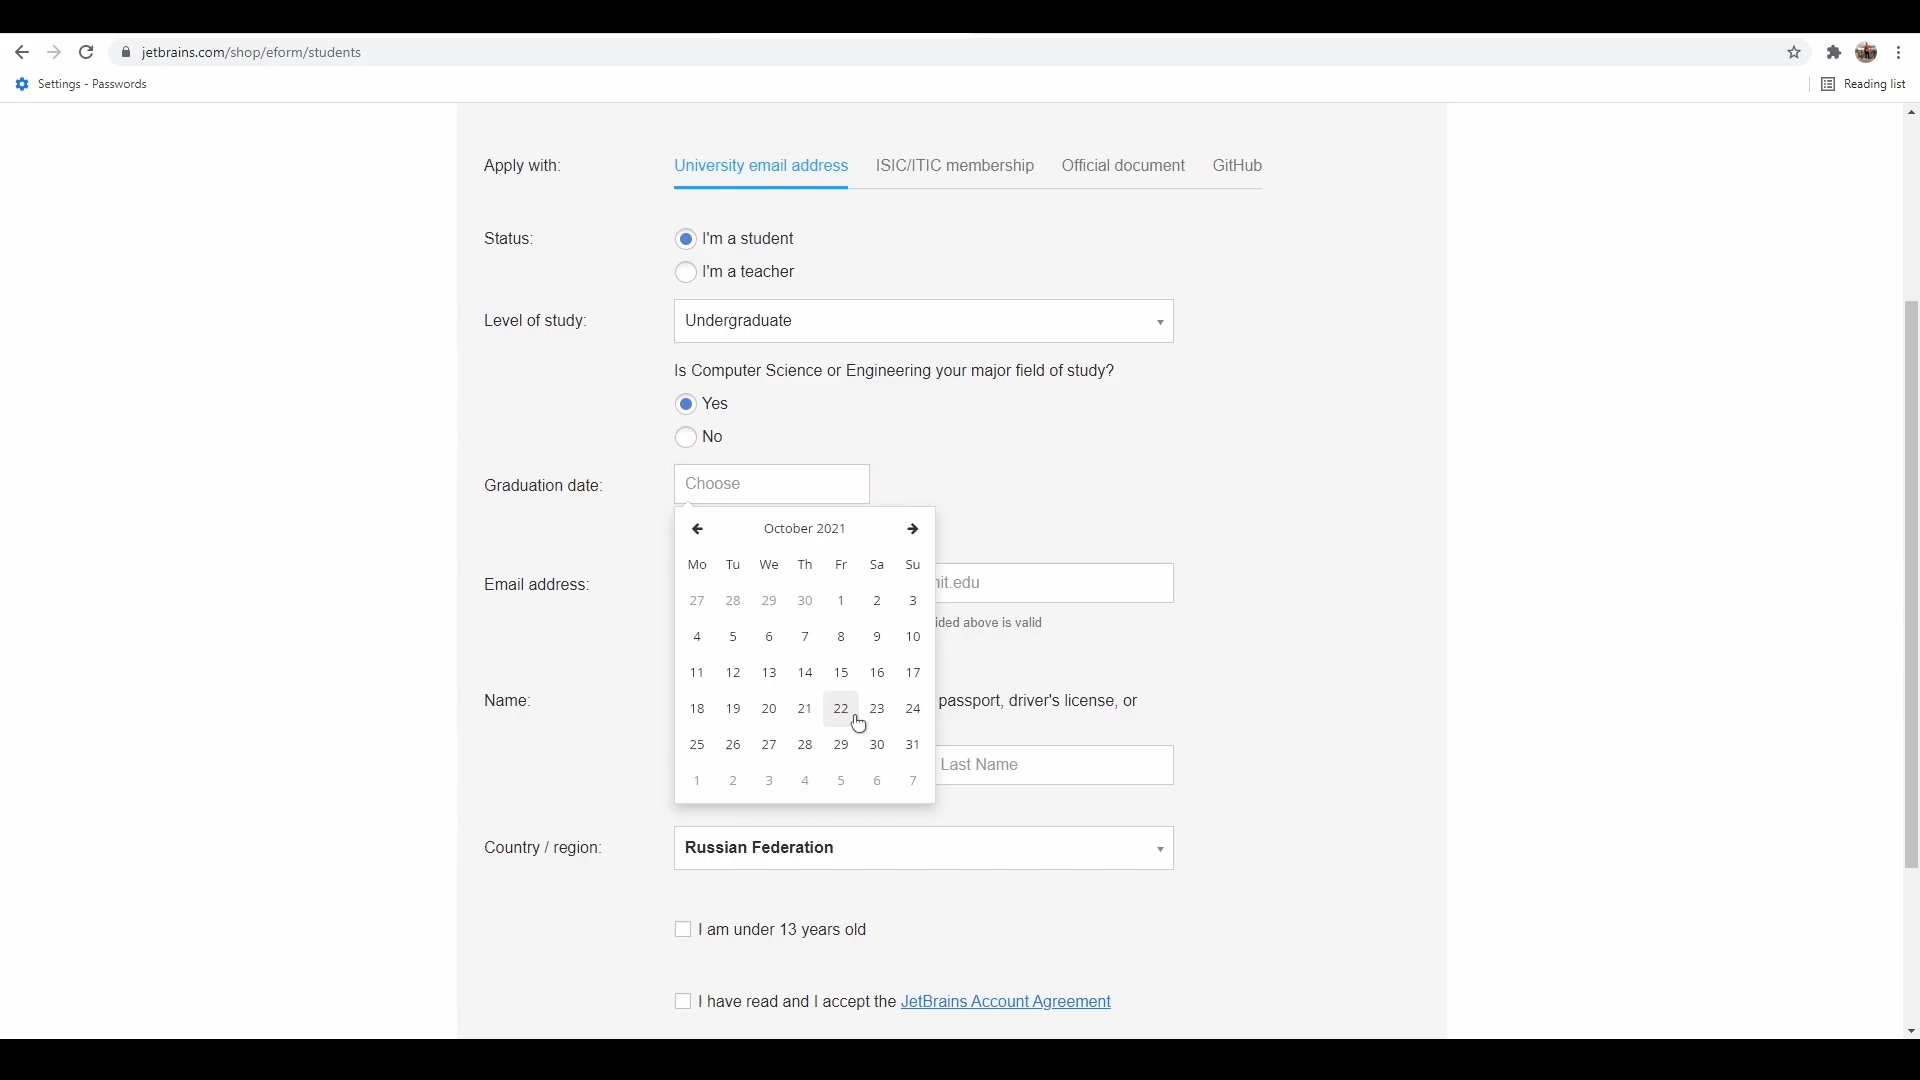 jetbrains.com/shop/eform/students
Settings - Passwords
Reading list
Apply with: University email address ISIC/ITIC membership Official document GitHub
Status: I'm a student
I'm a teacher
Level of study: Undergraduate
Is Computer Science or Engineering your major field of study?
Yes
No
Graduation date: Choose
October 2021
Mo Tu We Th Fr Sa Su
27 28 29 30 1 2 3
Email address: nit.edu
4 5 6 7 8 9 10
ided above is valid
11 12 13 14 15 16 17
Name: passport, driver's license, or
18 19 20 21 22 23 24
25 26 27 28 29 30 31
Last Name
1 2 3 4 5 6 7
Country / region: Russian Federation
I am under 13 years old
I have read and I accept the JetBrains Account Agreement